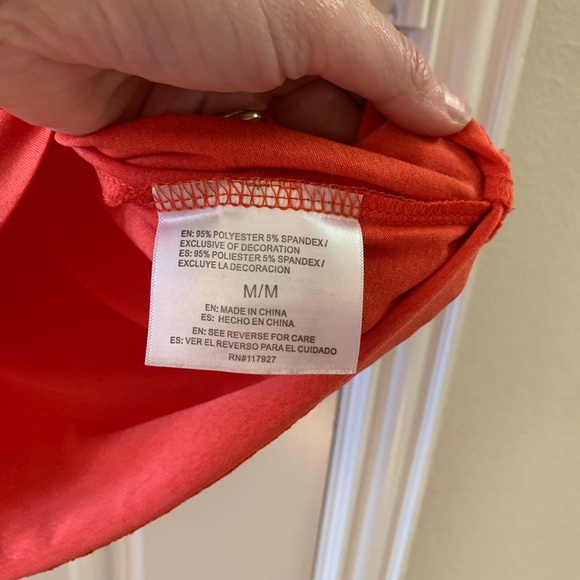 EN: 95% POLYESTER 5% SPANDEX/
EXCLUSIVE OF DECORATION
ES: 95% POLIESTER 5% SPANDEX/
EXCLUYE LA DECORACION
M/M
EN: MADE IN CHINA
ES: HECHO EN CHINA
EN: SEE REVERSE FOR CARE
ES: VER EL REVERSO PARA EL CUIDADO
RN#117927